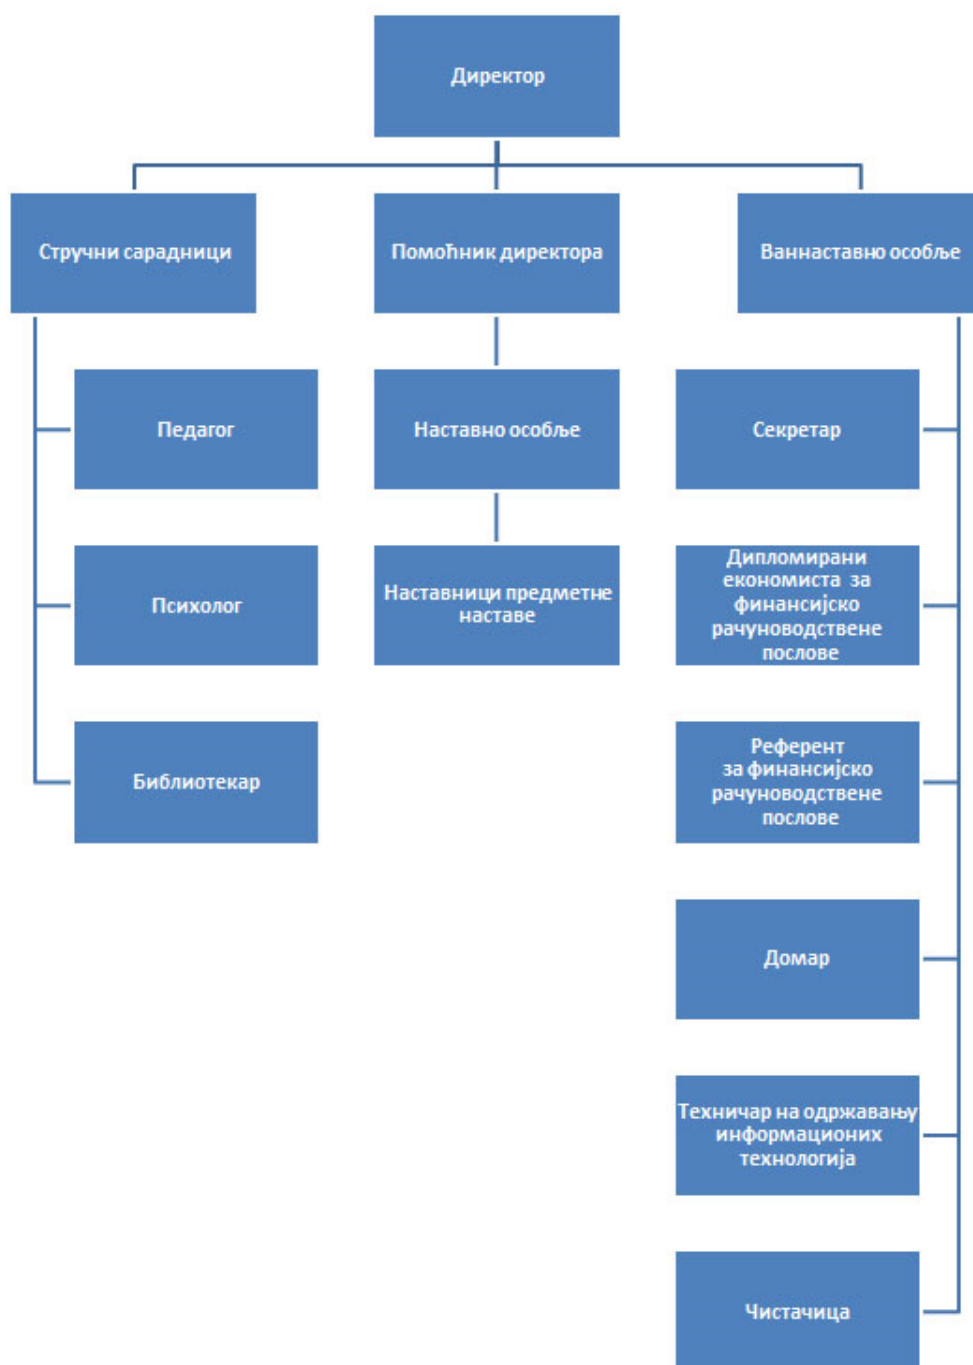 Директор
Стручни сарадници
Помоћник директора
Ваннаставно особље
Педагог
Наставно особље
Секретар
Психолог
Наставници предметне
наставе
Дипломирани
економиста за
финансијско
рачуноводствене
послове
Библиотекар
Референт
за финансијско
рачуноводствене
послове
Домар
Техничар на одржавању
информационих
технологија
Чистачица